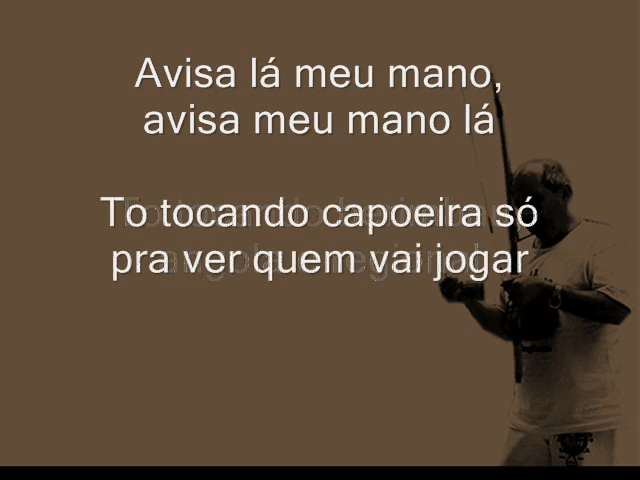 Avisa lá meu mano,
avisa meu mano lá
To tocando capoeira só
pra ver quem vai jogar